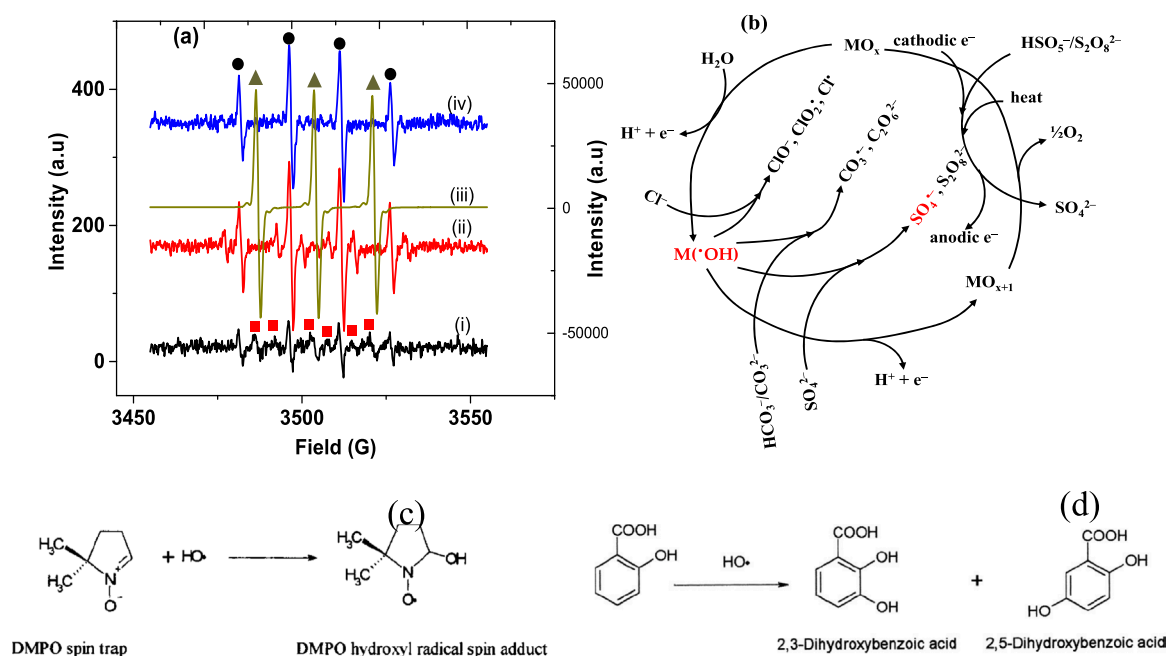 (a)
Intensity (a.u)
400
200
0
(iv)
(iii)
(ii)
(i)
50000
0
-50000
Intensity (a.u)
3450
3500
3550
Field (G)
(b)
MOₓ
cathodic e⁻
HSO₅⁻/S₂O₈²⁻
H₂O
heat
H⁺ + e⁻
ClO⁻, ClO₂•, Cl•
CO₃•⁻, C₂O₆²⁻
SO₄•⁻, S₂O₈²⁻
½O₂
Cl⁻
SO₄²⁻
anodic e⁻
M(•OH)
MOₓ₊₁
H⁺ + e⁻
HCO₃⁻/CO₃²⁻
SO₄²⁻
(c)
H₃C
H₃C
N⁺
O⁻
+ HO•
H₃C
H₃C
OH
N
O•
DMPO spin trap
DMPO hydroxyl radical spin adduct
(d)
COOH
OH
HO•
COOH
OH
OH
+
COOH
OH
HO
2,3-Dihydroxybenzoic acid
2,5-Dihydroxybenzoic acid